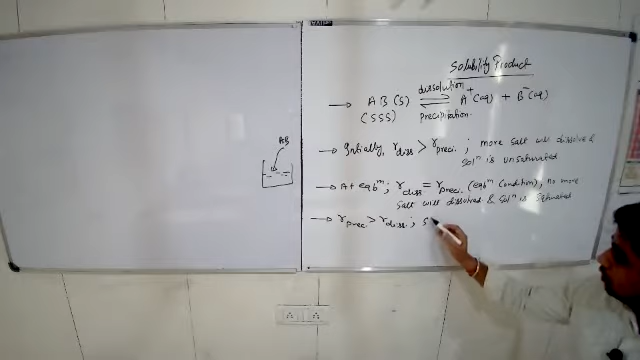 Solubility Product
dissolution
AB(s) ⇌ A⁺(aq) + B⁻(aq)
(SSS) precipitation.
AB
→ Initially, r_diss > r_preci. ; more salt will dissolve &
solⁿ is unsaturated
→ At eqbᵐ; r_diss = r_preci. (eqbᵐ Condition), no more
salt will dissolved & solⁿ is saturated
→ r_prec. > r_diss. ; s